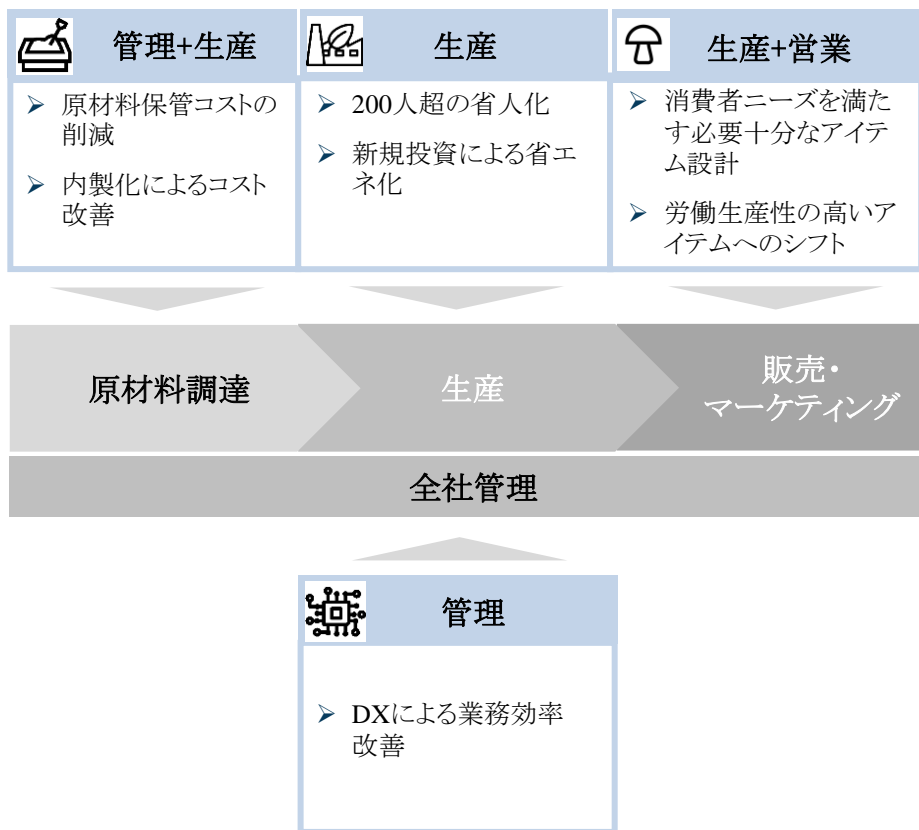 管理+生産
➢ 原材料保管コストの
削減
➢ 内製化によるコスト
改善
生産
➢ 200人超の省人化
➢ 新規投資による省エ
ネ化
生産+営業
➢ 消費者ニーズを満た
す必要十分なアイテ
ム設計
➢ 労働生産性の高いア
イテムへのシフト
原材料調達
生産
販売・
マーケティング
全社管理
管理
➢ DXによる業務効率
改善